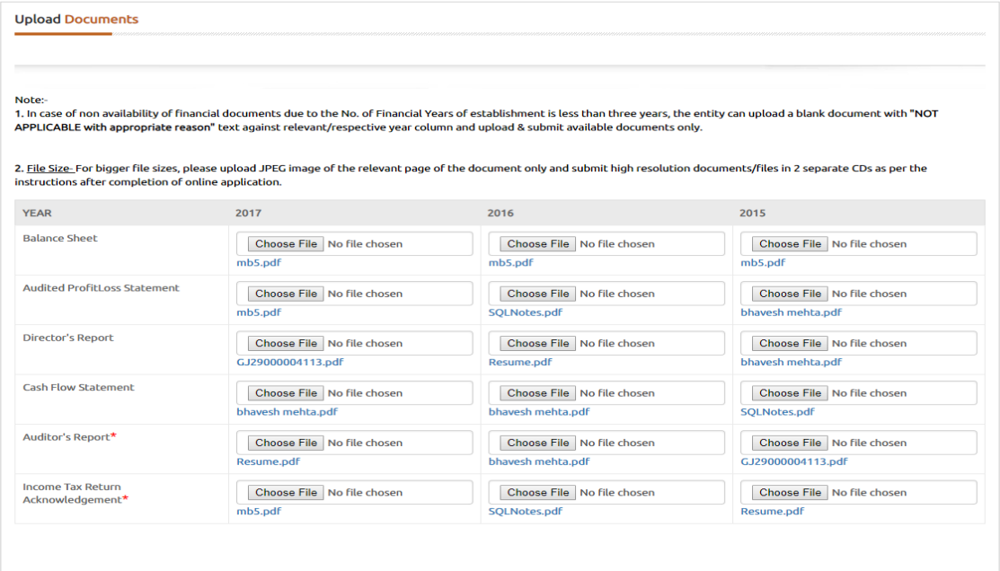 Upload Documents
Note:-
1. In case of non availability of financial documents due to the No. of Financial Years of establishment is less than three years, the entity can upload a blank document with "NOT
APPLICABLE with appropriate reason" text against relevant/respective year column and upload & submit available documents only.
2. File Size- For bigger file sizes, please upload JPEG image of the relevant page of the document only and submit high resolution documents/files in 2 separate CDs as per the
instructions after completion of online application.
YEAR 2017 2016 2015
Balance Sheet Choose File No file chosen Choose File No file chosen Choose File No file chosen
mb5.pdf mb5.pdf mb5.pdf
Audited ProfitLoss Statement Choose File No file chosen Choose File No file chosen Choose File No file chosen
mb5.pdf SQLNotes.pdf bhavesh mehta.pdf
Director's Report Choose File No file chosen Choose File No file chosen Choose File No file chosen
GJ29000004113.pdf Resume.pdf bhavesh mehta.pdf
Cash Flow Statement Choose File No file chosen Choose File No file chosen Choose File No file chosen
bhavesh mehta.pdf bhavesh mehta.pdf SQLNotes.pdf
Auditor's Report* Choose File No file chosen Choose File No file chosen Choose File No file chosen
Resume.pdf bhavesh mehta.pdf GJ29000004113.pdf
Income Tax Return
Acknowledgement* Choose File No file chosen Choose File No file chosen Choose File No file chosen
mb5.pdf SQLNotes.pdf Resume.pdf